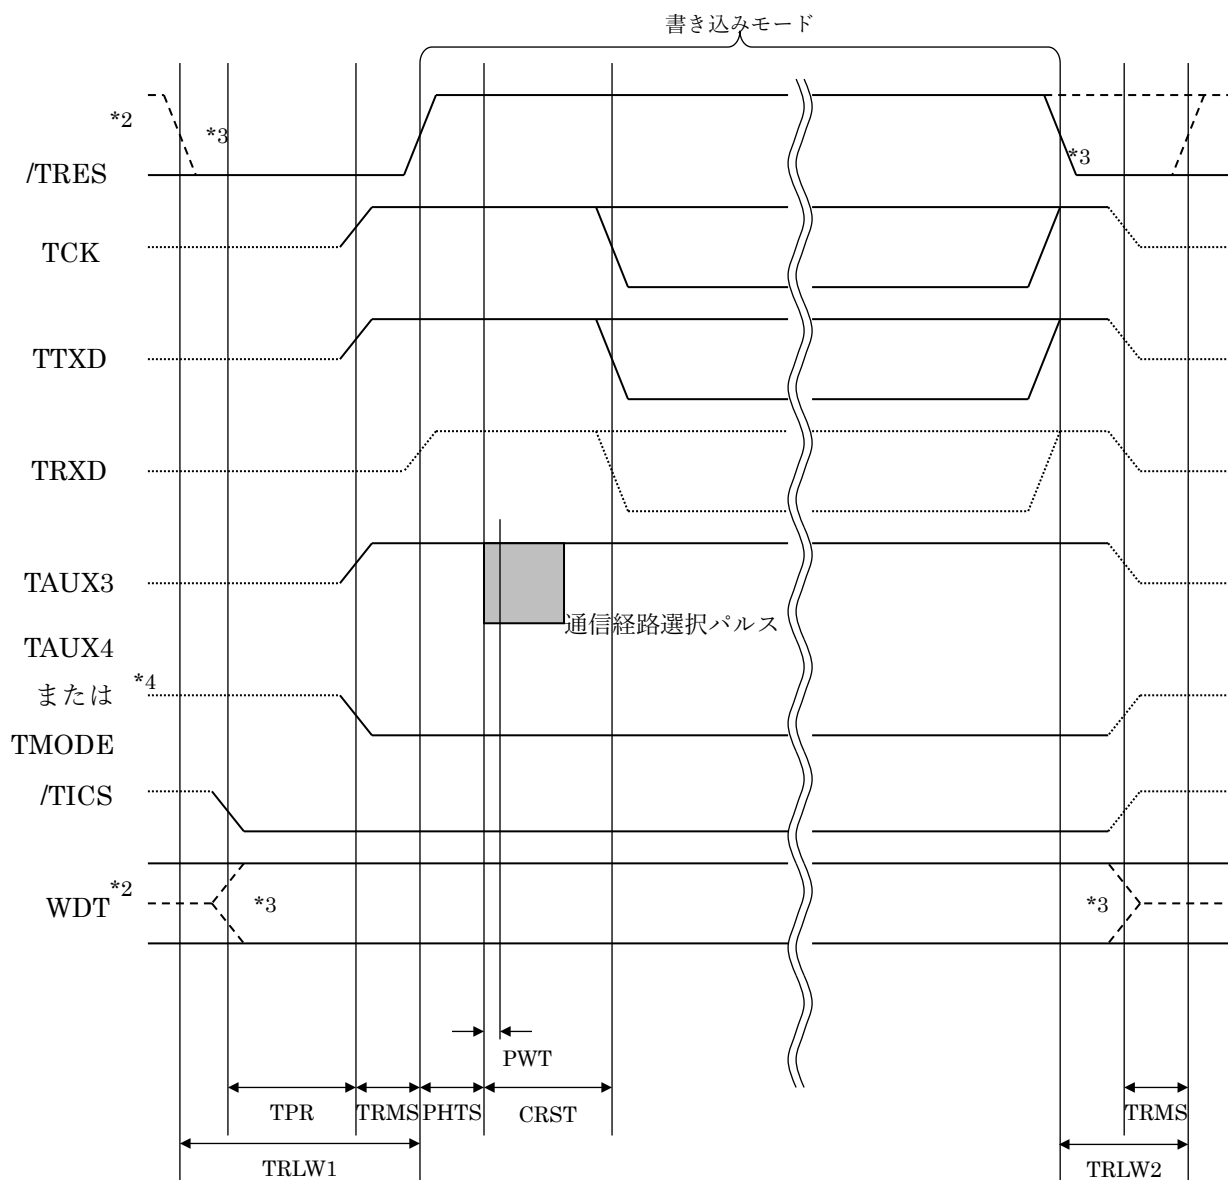 書き込みモード
*2
*3
/TRES
*3
TCK
TTXD
TRXD
TAUX3
通信経路選択パルス
TAUX4
または *4
TMODE
/TICS
WDT *2
*3
*3
PWT
TPR
TRMS
PHTS
CRST
TRMS
TRLW1
TRLW2